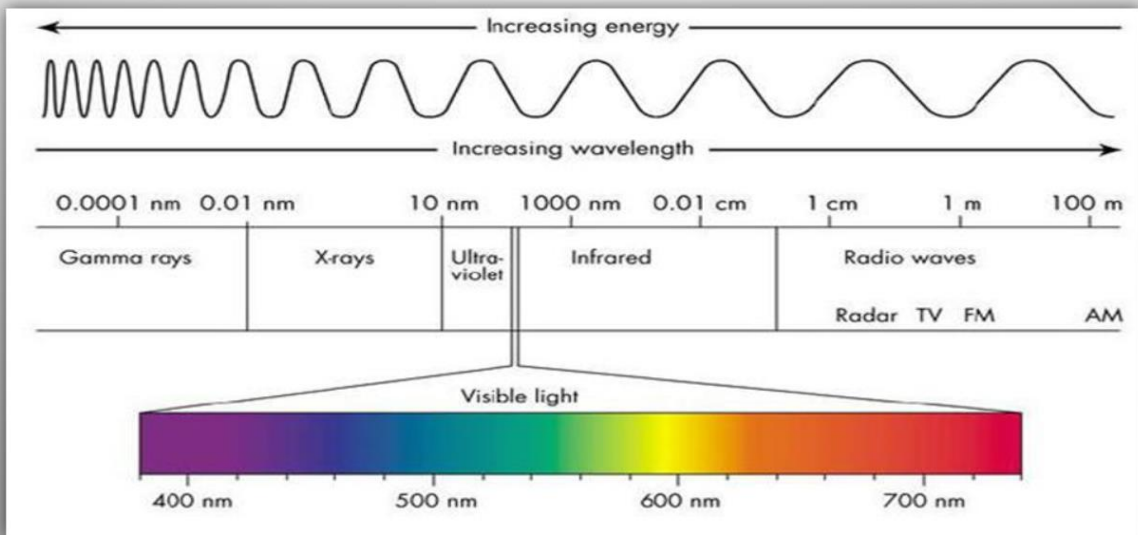 Increasing energy
Increasing wavelength
0.0001 nm 0.01 nm 10 nm 1000 nm 0.01 cm 1 cm 1 m 100 m
Gamma rays X-rays Ultra-
violet Infrared Radio waves
Radar TV FM AM
Visible light
400 nm 500 nm 600 nm 700 nm